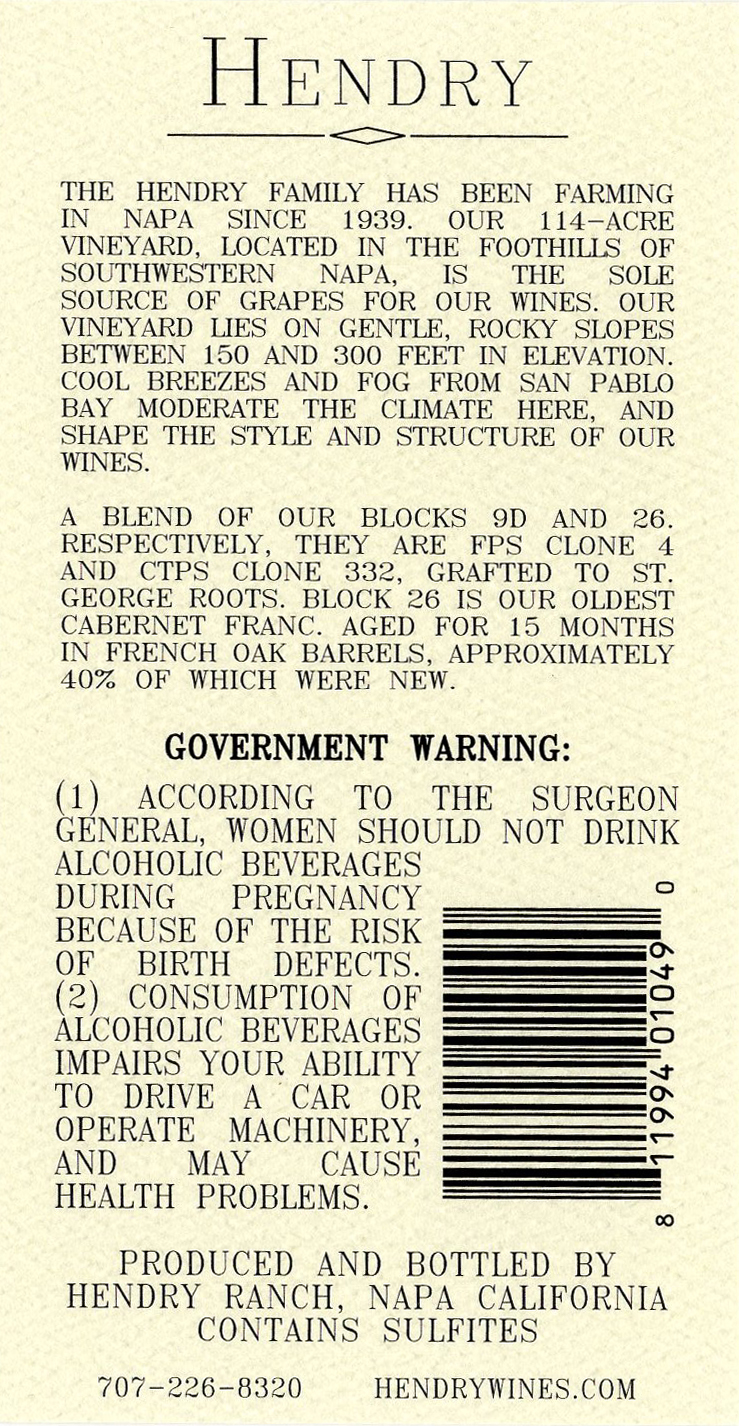 HENDRY
THE HENDRY FAMILY HAS BEEN FARMING
IN NAPA SINCE 1939. OUR 114-ACRE
VINEYARD, LOCATED IN THE FOOTHILLS OF
SOUTHWESTERN NAPA, IS THE SOLE
SOURCE OF GRAPES FOR OUR WINES. OUR
VINEYARD LIES ON GENTLE, ROCKY SLOPES
BETWEEN 150 AND 300 FEET IN ELEVATION.
COOL BREEZES AND FOG FROM SAN PABLO
BAY MODERATE THE CLIMATE HERE, AND
SHAPE THE STYLE AND STRUCTURE OF OUR
WINES.
A BLEND OF OUR BLOCKS 9D AND 26.
RESPECTIVELY, THEY ARE FPS CLONE 4
AND CTPS CLONE 332, GRAFTED TO ST.
GEORGE ROOTS. BLOCK 26 IS OUR OLDEST
CABERNET FRANC. AGED FOR 15 MONTHS
IN FRENCH OAK BARRELS, APPROXIMATELY
40% OF WHICH WERE NEW.
GOVERNMENT WARNING:
(1) ACCORDING TO THE SURGEON
GENERAL, WOMEN SHOULD NOT DRINK
ALCOHOLIC BEVERAGES
DURING PREGNANCY
BECAUSE OF THE RISK
OF BIRTH DEFECTS.
(2) CONSUMPTION OF
ALCOHOLIC BEVERAGES
IMPAIRS YOUR ABILITY
TO DRIVE A CAR OR
OPERATE MACHINERY,
AND MAY CAUSE
HEALTH PROBLEMS.
8 11994 01049 0
PRODUCED AND BOTTLED BY
HENDRY RANCH, NAPA CALIFORNIA
CONTAINS SULFITES
707-226-8320 HENDRYWINES.COM